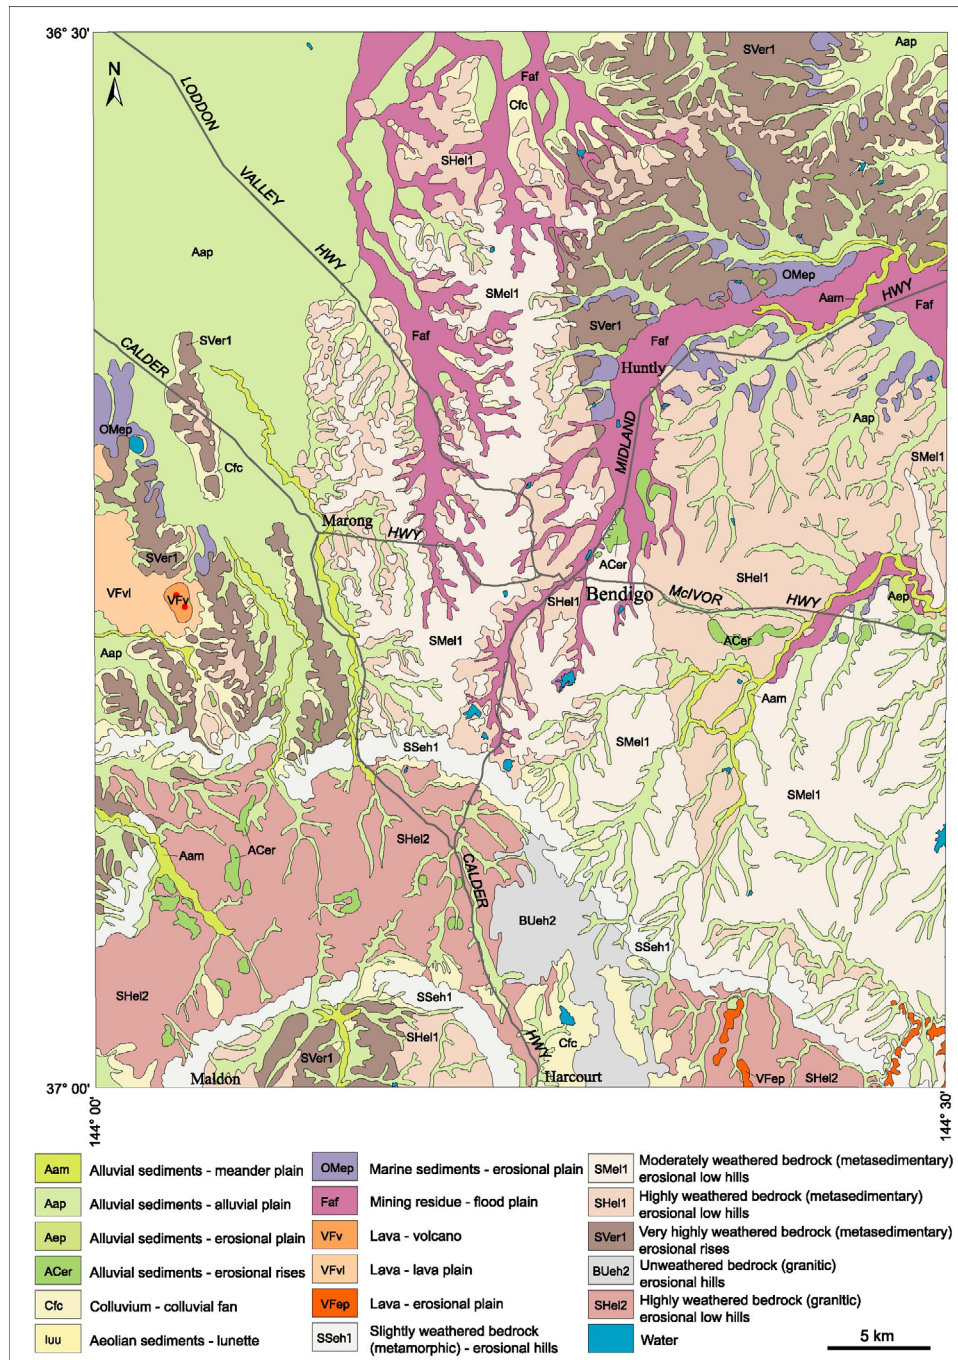 36° 30'
N
SVer1
Aap
Faf
Cfc
LODDON
SHel1
VALLEY
Aap
HWY
OMep
SMel1
Aam
HWY
Faf
SVer1
SVer1
Faf
Faf
CALDER
Huntly
Aap
OMep
MIDLAND
SMel1
Cfc
Marong
HWY
SVer1
ACer
VFvl
VFv
SHel1
SHel1
Bendigo
McIVOR
HWY
Aep
SMel1
ACer
Aap
Aam
SSeh1
SMel1
SMel1
Aam
ACer
SHel2
CALDER
BUeh2
SSeh1
SHel2
SSeh1
SHel1
HWY
Cfc
SVer1
Maldon
Harcourt
VFep
SHel2
37° 00'
144° 00'
144° 30'
Aam Alluvial sediments - meander plain
Aap Alluvial sediments - alluvial plain
Aep Alluvial sediments - erosional plain
ACer Alluvial sediments - erosional rises
Cfc Colluvium - colluvial fan
Iuu Aeolian sediments - lunette
OMep Marine sediments - erosional plain
Faf Mining residue - flood plain
VFv Lava - volcano
VFvl Lava - lava plain
VFep Lava - erosional plain
SSeh1 Slightly weathered bedrock
(metamorphic) - erosional hills
SMel1 Moderately weathered bedrock (metasedimentary)
erosional low hills
SHel1 Highly weathered bedrock (metasedimentary)
erosional low hills
SVer1 Very highly weathered bedrock (metasedimentary)
erosional rises
BUeh2 Unweathered bedrock (granitic)
erosional hills
SHel2 Highly weathered bedrock (granitic)
erosional low hills
Water
5 km